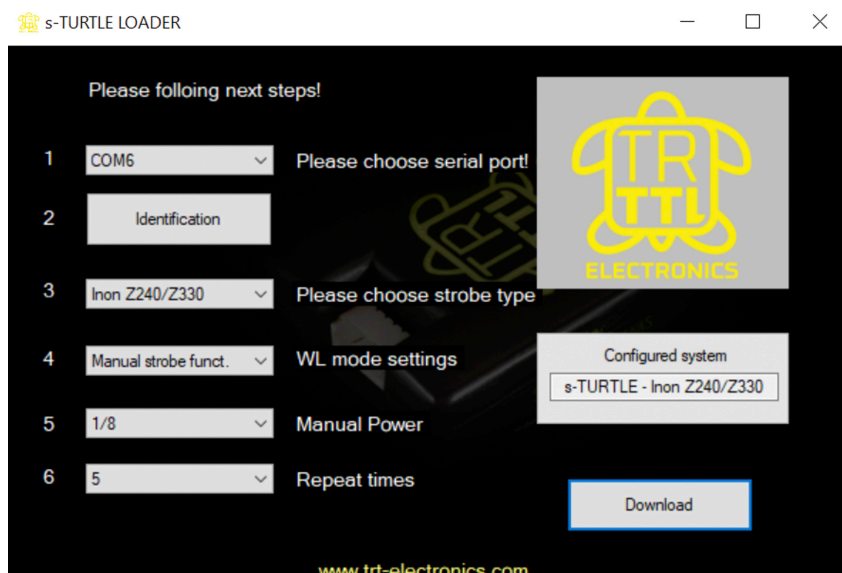 s-TURTLE LOADER
Please folloing next steps!
1 COM6 Please choose serial port!
2 Identification
3 Inon Z240/Z330 Please choose strobe type
4 Manual strobe funct. WL mode settings
5 1/8 Manual Power
6 5 Repeat times
TR
TTL
ELECTRONICS
Configured system
s-TURTLE - Inon Z240/Z330
Download
www.trt-electronics.com